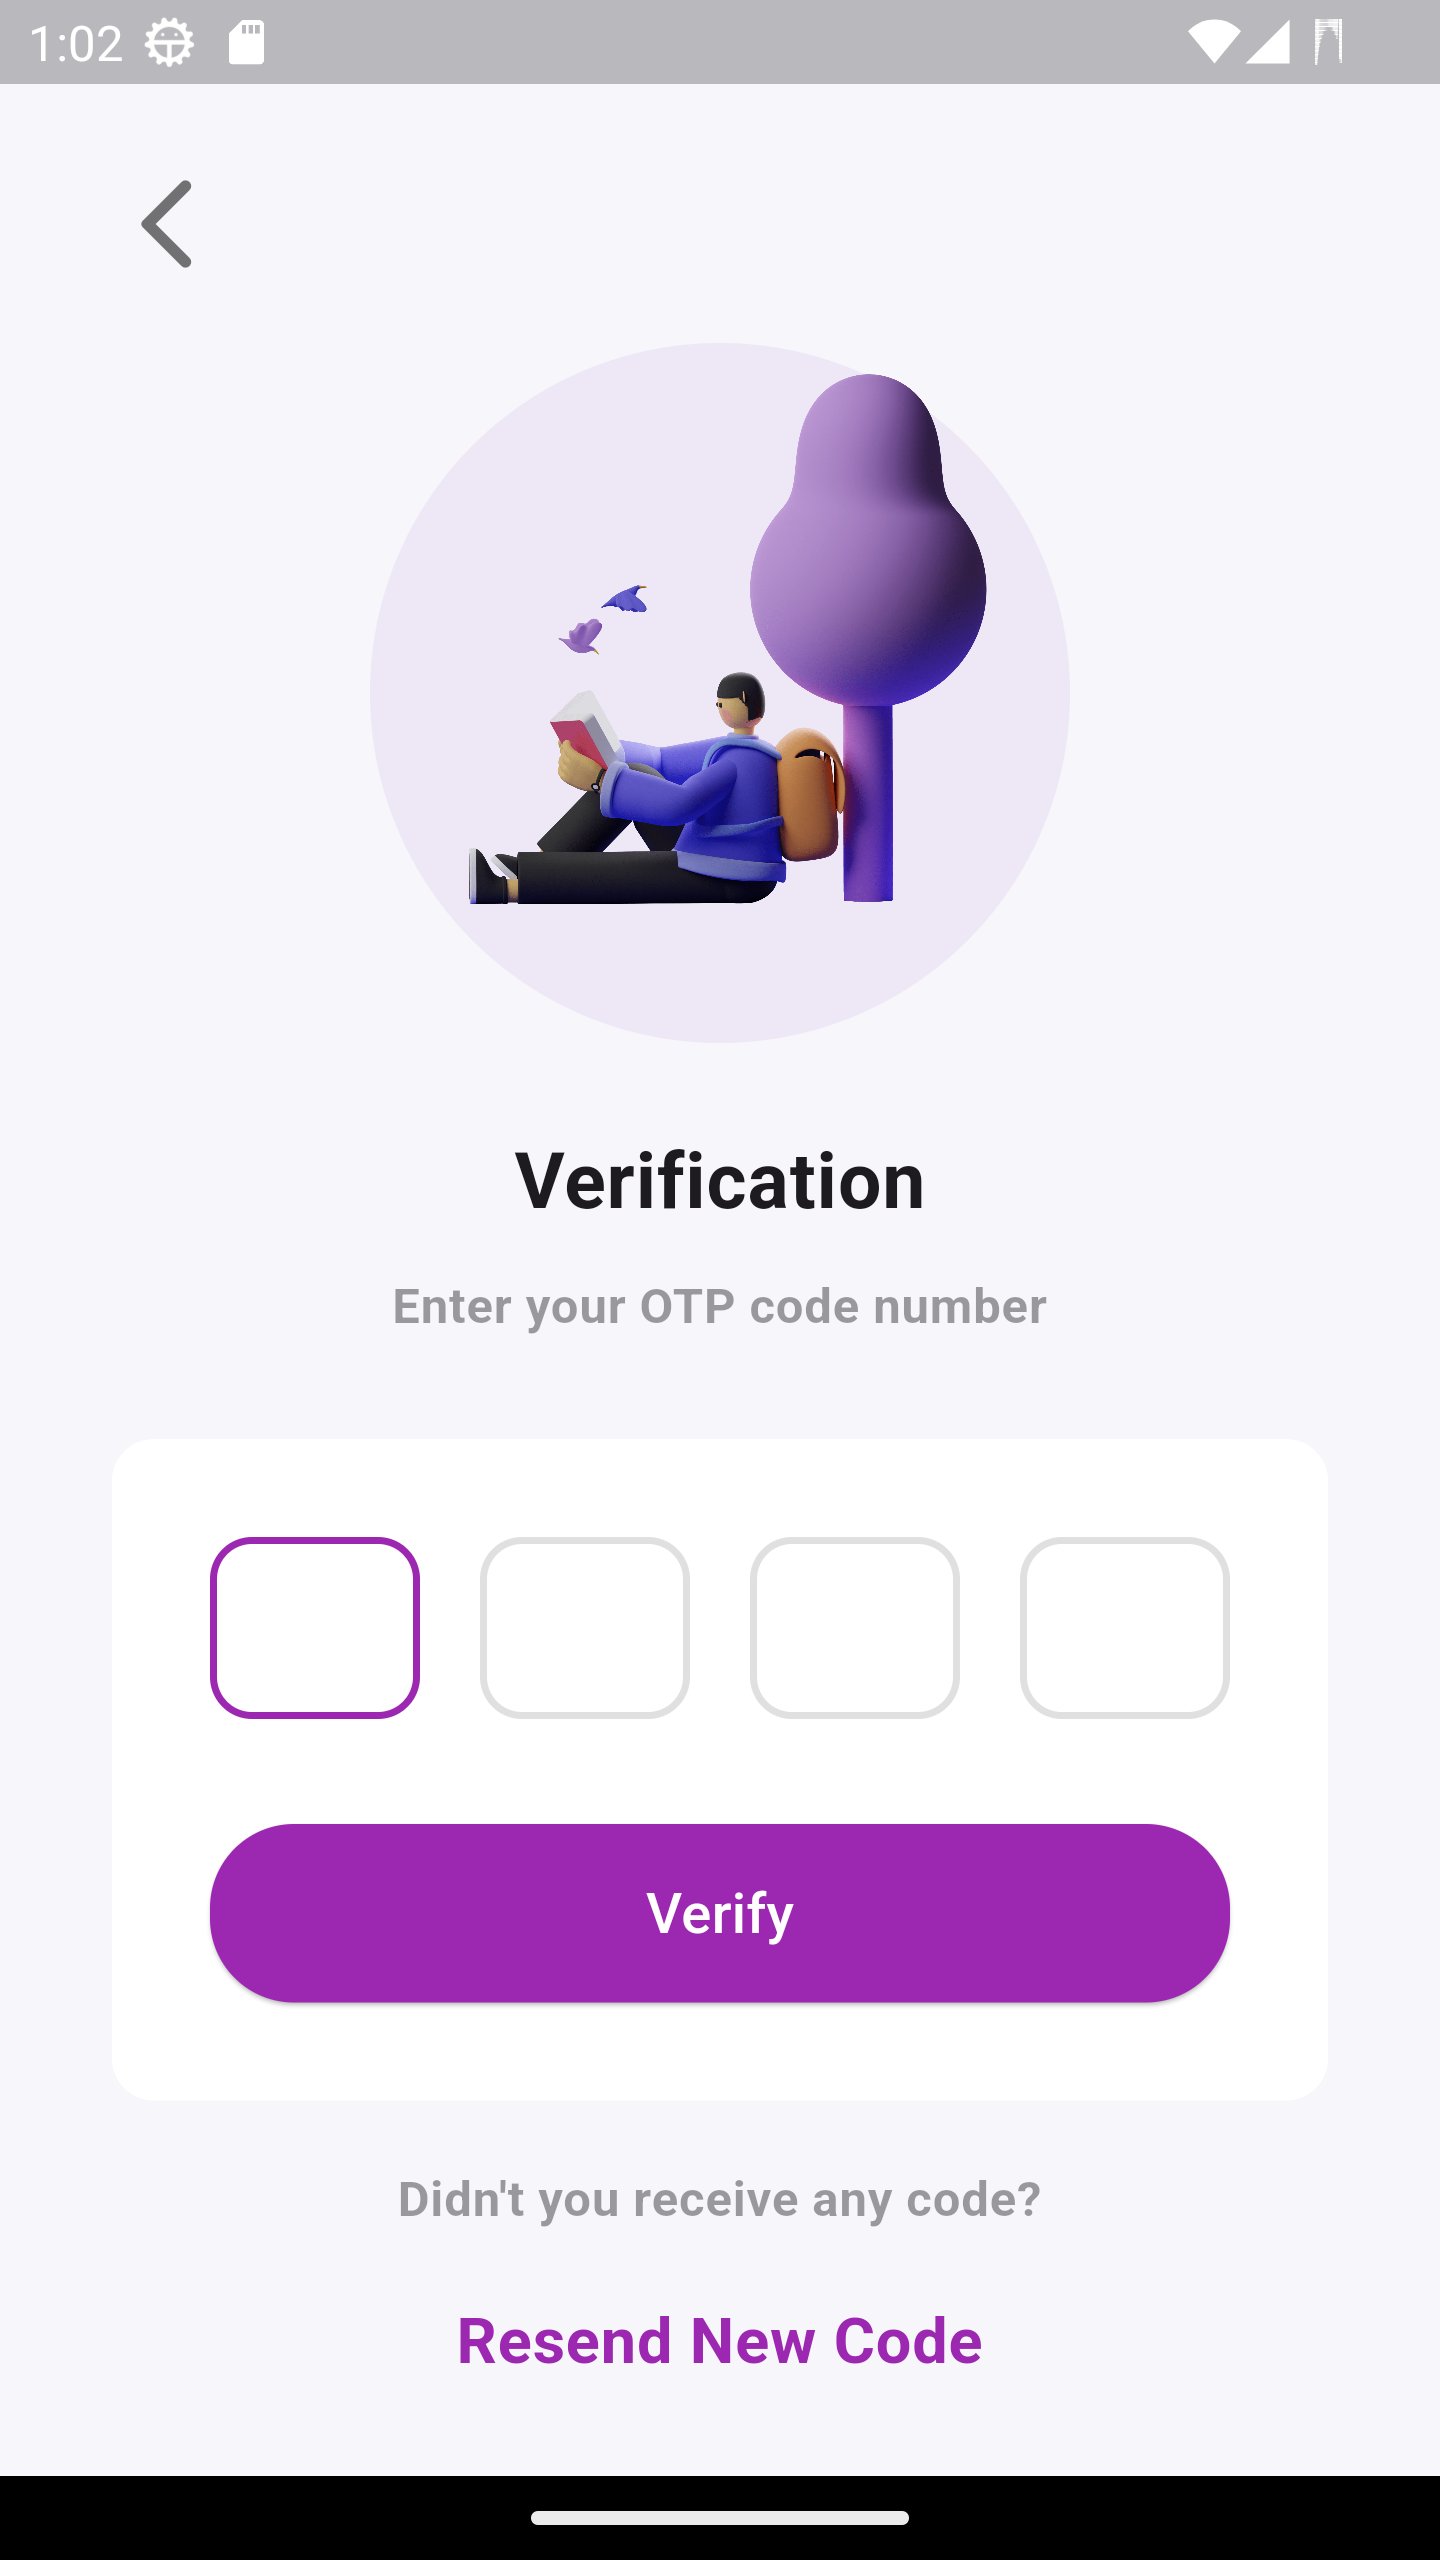 1:02
Verification
Enter your OTP code number
Verify
Didn't you receive any code?
Resend New Code